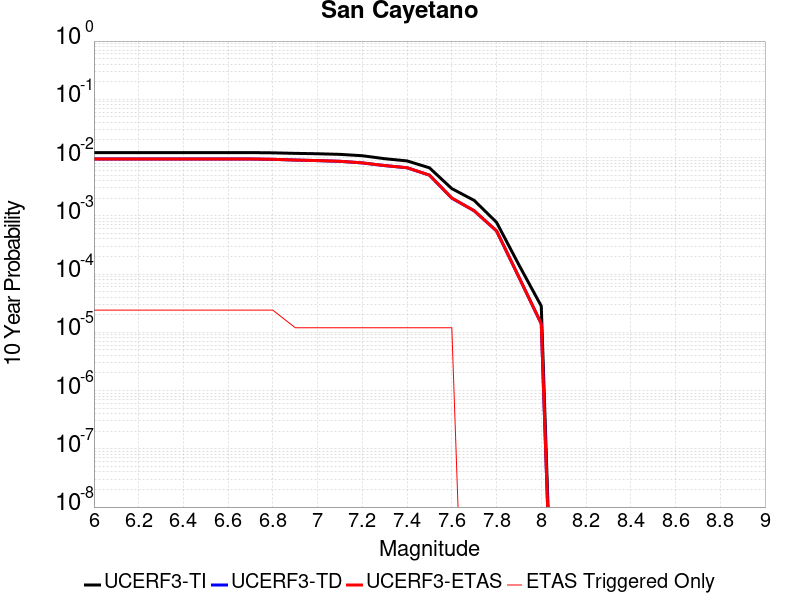 San Cayetano
10^0
10^-1
10^-2
10^-3
10^-4
10^-5
10^-6
10^-7
10^-8
10 Year Probability
6 6.2 6.4 6.6 6.8 7 7.2 7.4 7.6 7.8 8 8.2 8.4 8.6 8.8 9
Magnitude
UCERF3-TI UCERF3-TD UCERF3-ETAS ETAS Triggered Only